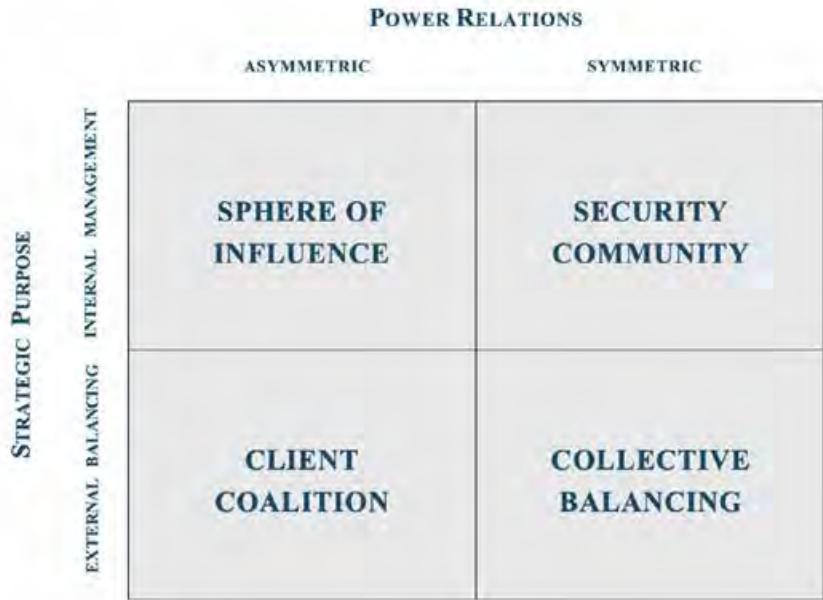 POWER RELATIONS
ASYMMETRIC SYMMETRIC
STRATEGIC PURPOSE
INTERNAL MANAGEMENT
SPHERE OF
INFLUENCE
SECURITY
COMMUNITY
EXTERNAL BALANCING
CLIENT
COALITION
COLLECTIVE
BALANCING